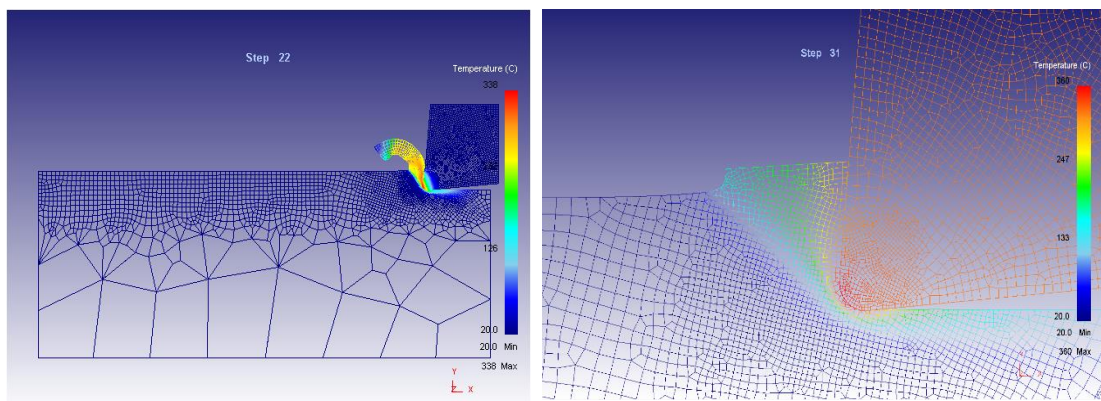 Step 22
Temperature (C)
338
126
20.0
20.0 Min
338 Max
Y
Z X
Step 31
Temperature (C)
360
247
133
20.0
20.0 Min
360 Max